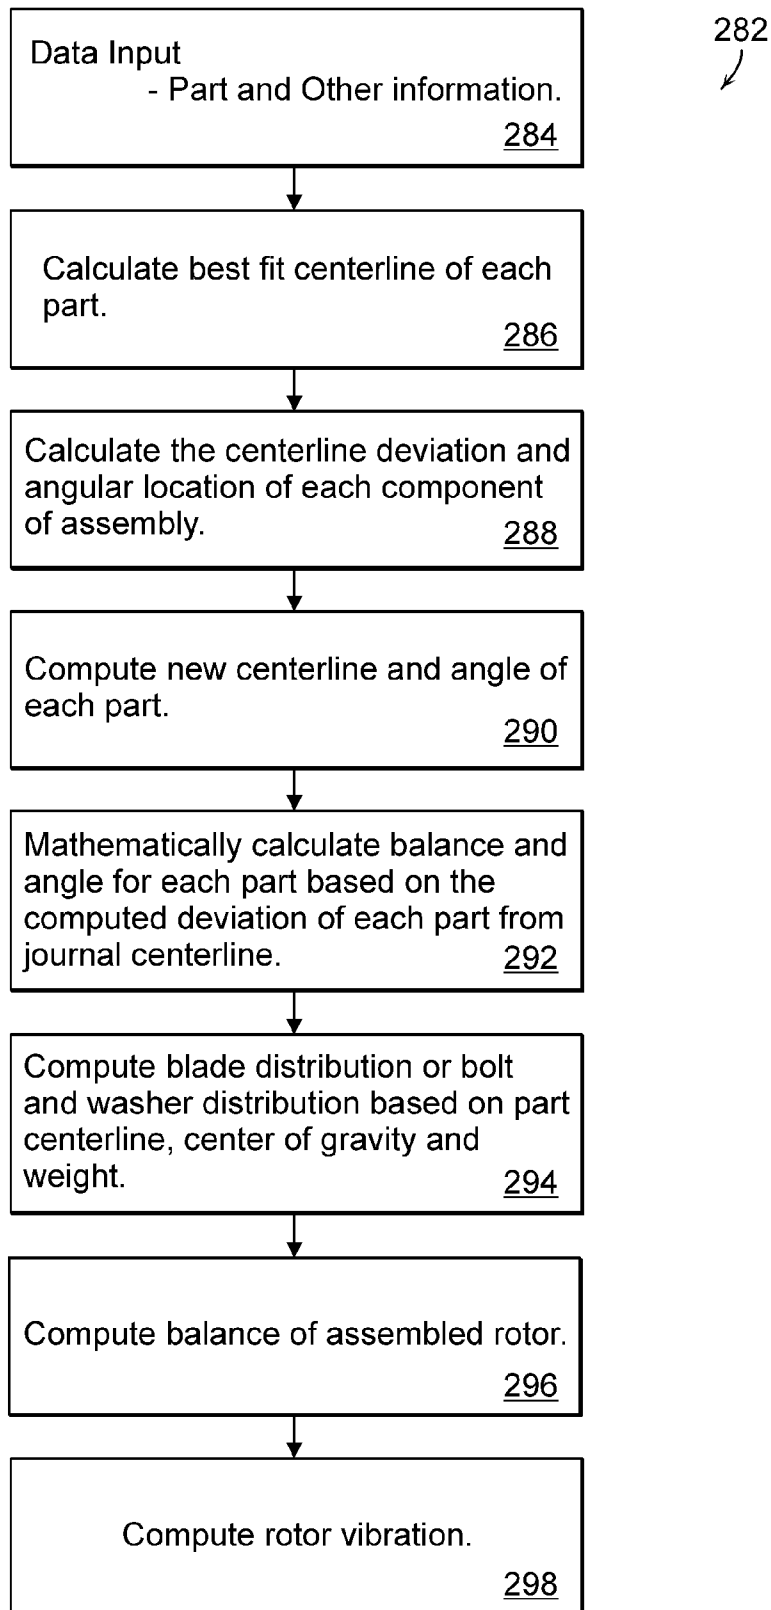 282
Data Input
- Part and Other information.
284
Calculate best fit centerline of each
part.
286
Calculate the centerline deviation and
angular location of each component
of assembly.
288
Compute new centerline and angle of
each part.
290
Mathematically calculate balance and
angle for each part based on the
computed deviation of each part from
journal centerline.
292
Compute blade distribution or bolt
and washer distribution based on part
centerline, center of gravity and
weight.
294
Compute balance of assembled rotor.
296
Compute rotor vibration.
298